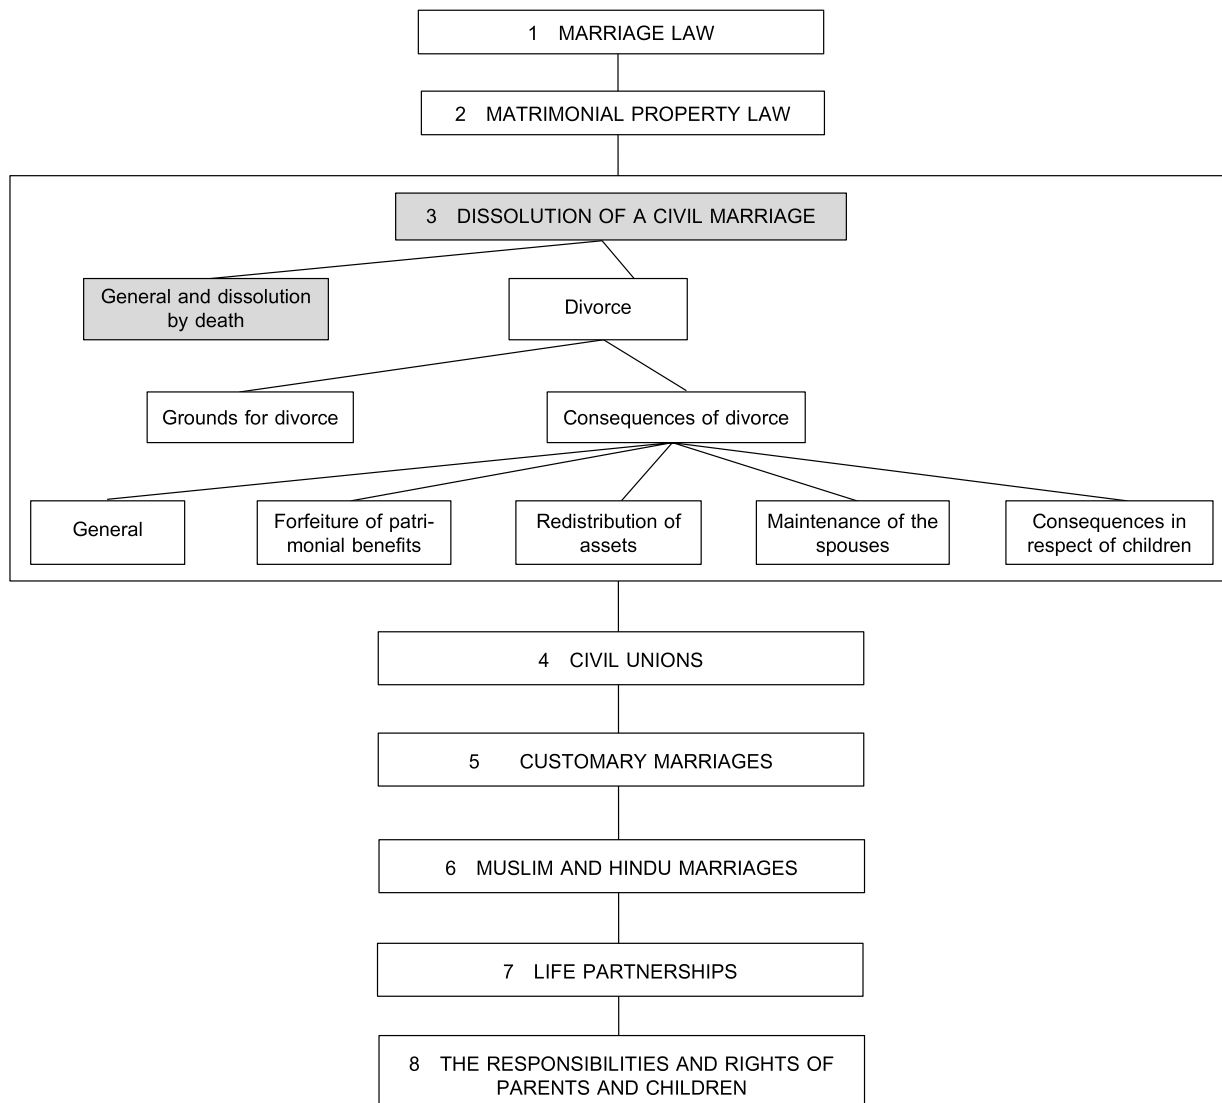 1 MARRIAGE LAW
2 MATRIMONIAL PROPERTY LAW
3 DISSOLUTION OF A CIVIL MARRIAGE
General and dissolution
by death
Divorce
Grounds for divorce
Consequences of divorce
General
Forfeiture of patri-
monial benefits
Redistribution of
assets
Maintenance of the
spouses
Consequences in
respect of children
4 CIVIL UNIONS
5 CUSTOMARY MARRIAGES
6 MUSLIM AND HINDU MARRIAGES
7 LIFE PARTNERSHIPS
8 THE RESPONSIBILITIES AND RIGHTS OF
PARENTS AND CHILDREN